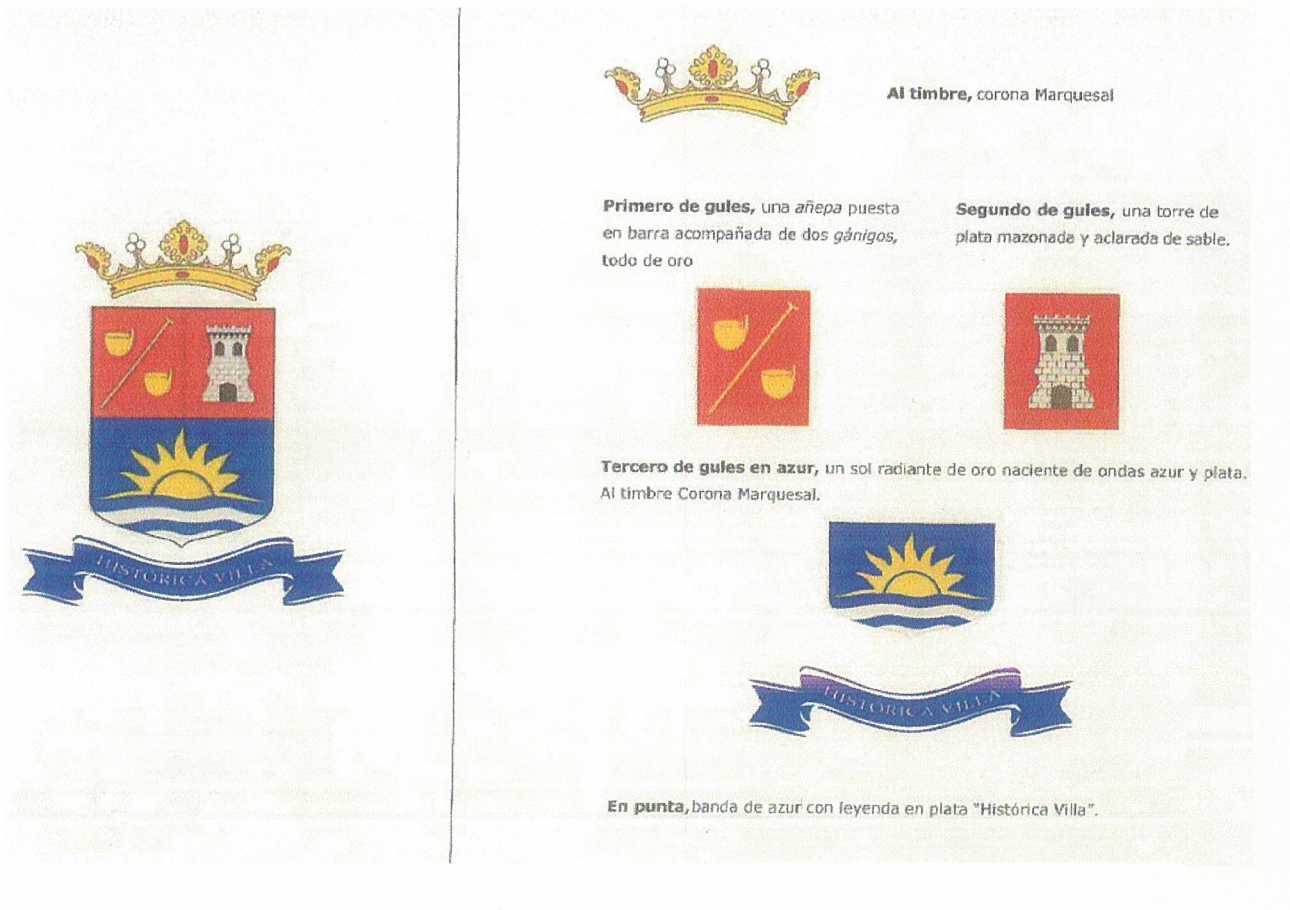 Al timbre, corona Marquesal
Primero de gules, una añepa puesta
en barra acompañada de dos gánigos,
todo de oro
Segundo de gules, una torre de
plata mazonada y aclarada de sable.
Tercero de gules en azur, un sol radiante de oro naciente de ondas azur y plata.
Al timbre Corona Marquesal.
HISTÓRICA VILLA
HISTÓRICA VILLA
En punta, banda de azur con leyenda en plata "Histórica Villa".